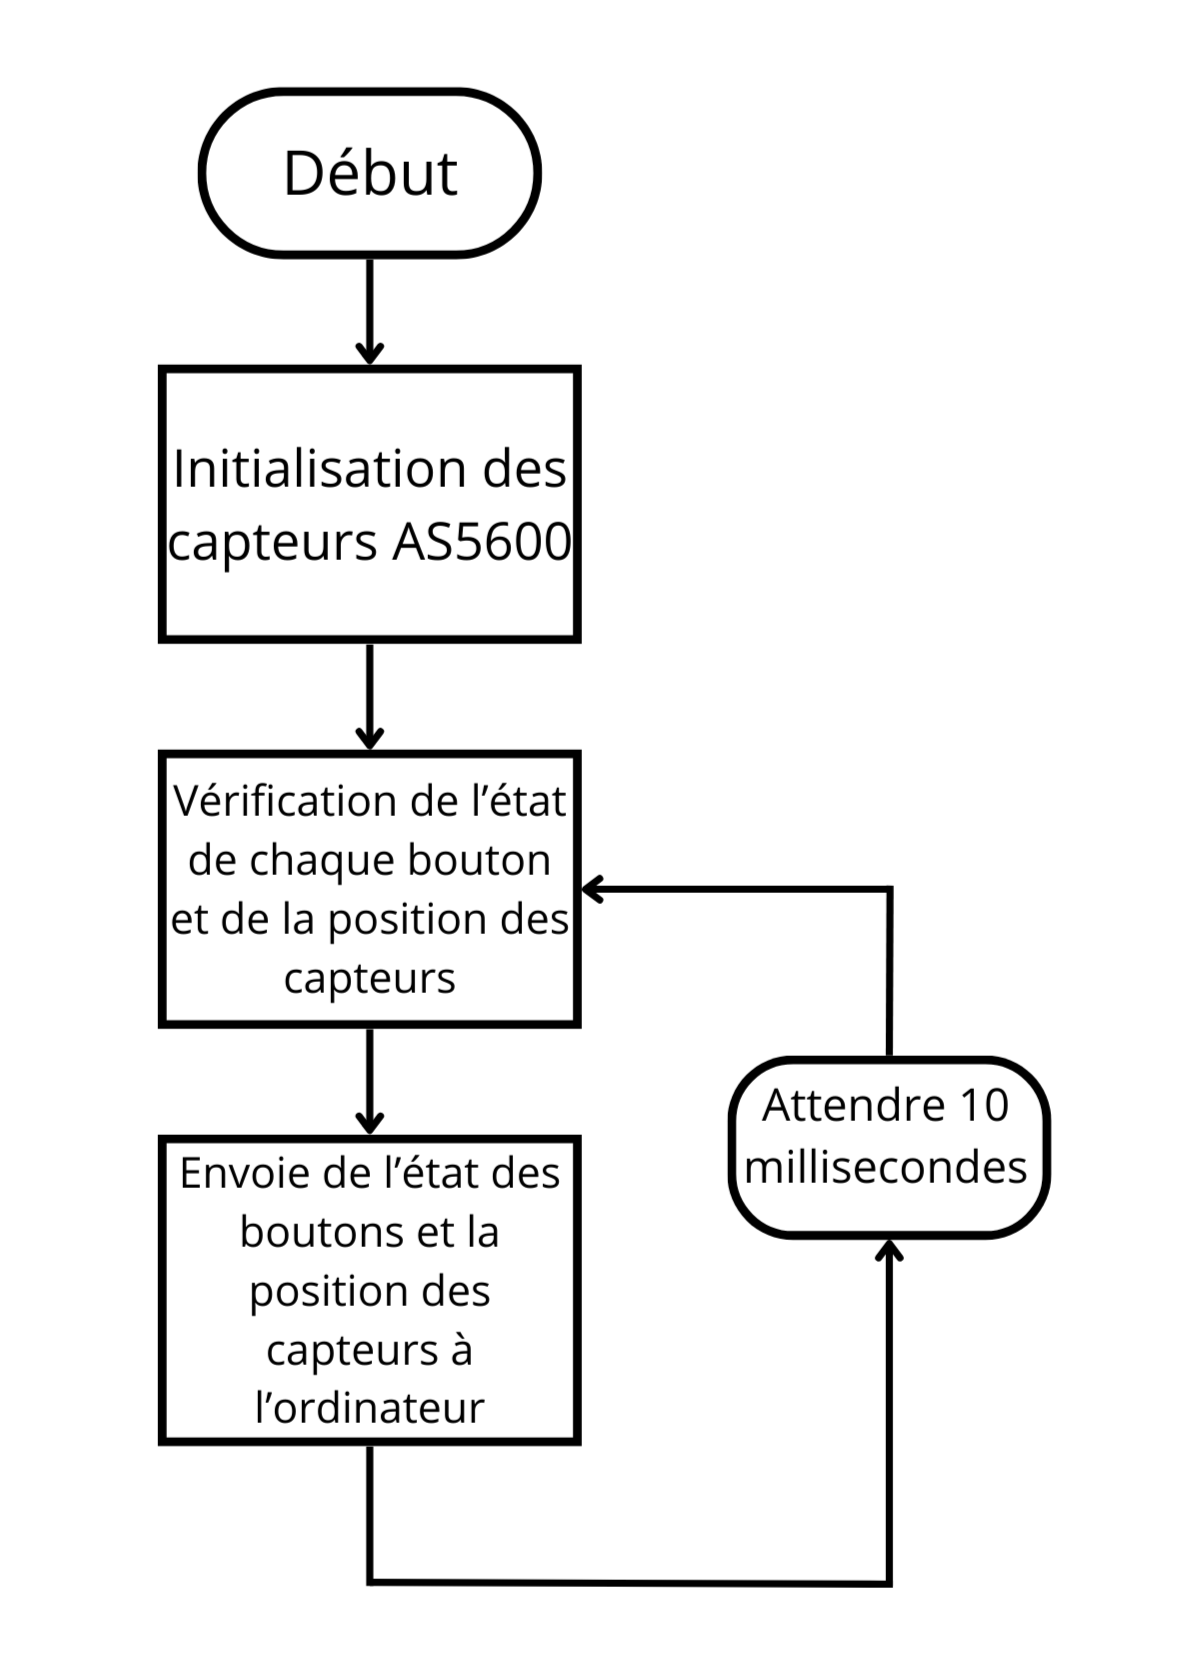 Début
Initialisation des
capteurs AS5600
Vérification de l’état
de chaque bouton
et de la position des
capteurs
Envoie de l’état des
boutons et la
position des
capteurs à
l’ordinateur
Attendre 10
millisecondes